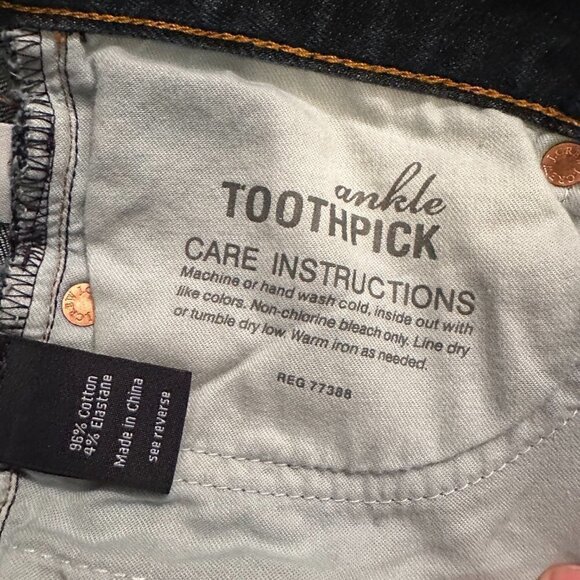 ankle
TOOTHPICK
CARE INSTRUCTIONS
Machine or hand wash cold, inside out with
like colors. Non-chlorine bleach only. Line dry
or tumble dry low. Warm iron as needed.
REG 77388
96% Cotton
4% Elastane
Made in China
see reverse
J.CREW
J.CREW